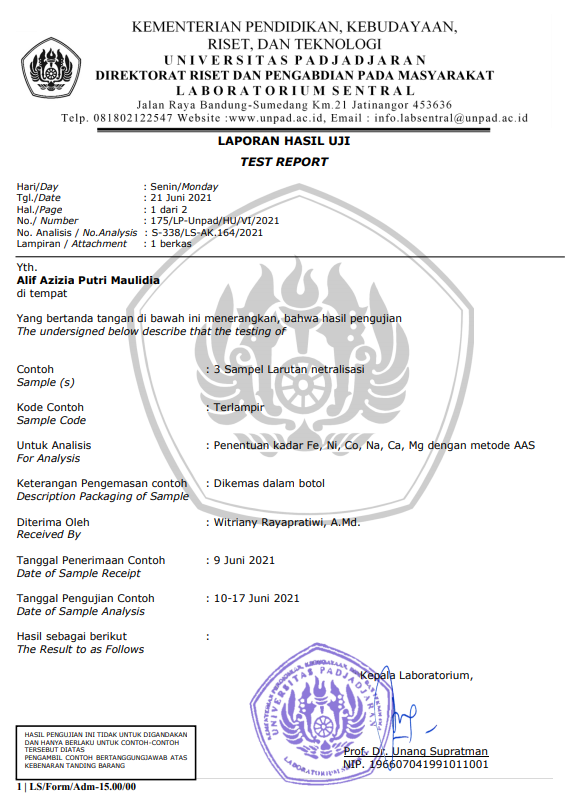 KEMENTERIAN PENDIDIKAN, KEBUDAYAAN,
RISET, DAN TEKNOLOGI
UNIVERSITAS PADJADJARAN
DIREKTORAT RISET DAN PENGABDIAN PADA MASYARAKAT
LABORATORIUM SENTRAL
Jalan Raya Bandung-Sumedang Km.21 Jatinangor 453636
Telp. 081802122547 Website :www.unpad.ac.id, Email : info.labsentral@unpad.ac.id
LAPORAN HASIL UJI
TEST REPORT
Hari/Day : Senin/Monday
Tgl./Date : 21 Juni 2021
Hal./Page : 1 dari 2
No./ Number : 175/LP-Unpad/HU/VI/2021
No. Analisis / No.Analysis : S-338/LS-AK.164/2021
Lampiran / Attachment : 1 berkas
Yth.
Alif Azizia Putri Maulidia
di tempat
Yang bertanda tangan di bawah ini menerangkan, bahwa hasil pengujian
The undersigned below describe that the testing of
Contoh : 3 Sampel Larutan netralisasi
Sample (s)
Kode Contoh : Terlampir
Sample Code
Untuk Analisis : Penentuan kadar Fe, Ni, Co, Na, Ca, Mg dengan metode AAS
For Analysis
Keterangan Pengemasan contoh : Dikemas dalam botol
Description Packaging of Sample
Diterima Oleh : Witriany Rayapratiwi, A.Md.
Received By
Tanggal Penerimaan Contoh : 9 Juni 2021
Date of Sample Receipt
Tanggal Pengujian Contoh : 10-17 Juni 2021
Date of Sample Analysis
Hasil sebagai berikut :
The Result to as Follows
Kepala Laboratorium,
UNIVERSITAS PADJADJARAN
LABORATORIUM SENTRAL
Prof. Dr. Unang Supratman
NIP. 196607041991011001
HASIL PENGUJIAN INI TIDAK UNTUK DIGANDAKAN
DAN HANYA BERLAKU UNTUK CONTOH-CONTOH
TERSEBUT DIATAS
PENGAMBIL CONTOH BERTANGGUNGJAWAB ATAS
KEBENARAN TANDING BARANG
1 | LS/Form/Adm-15.00/00